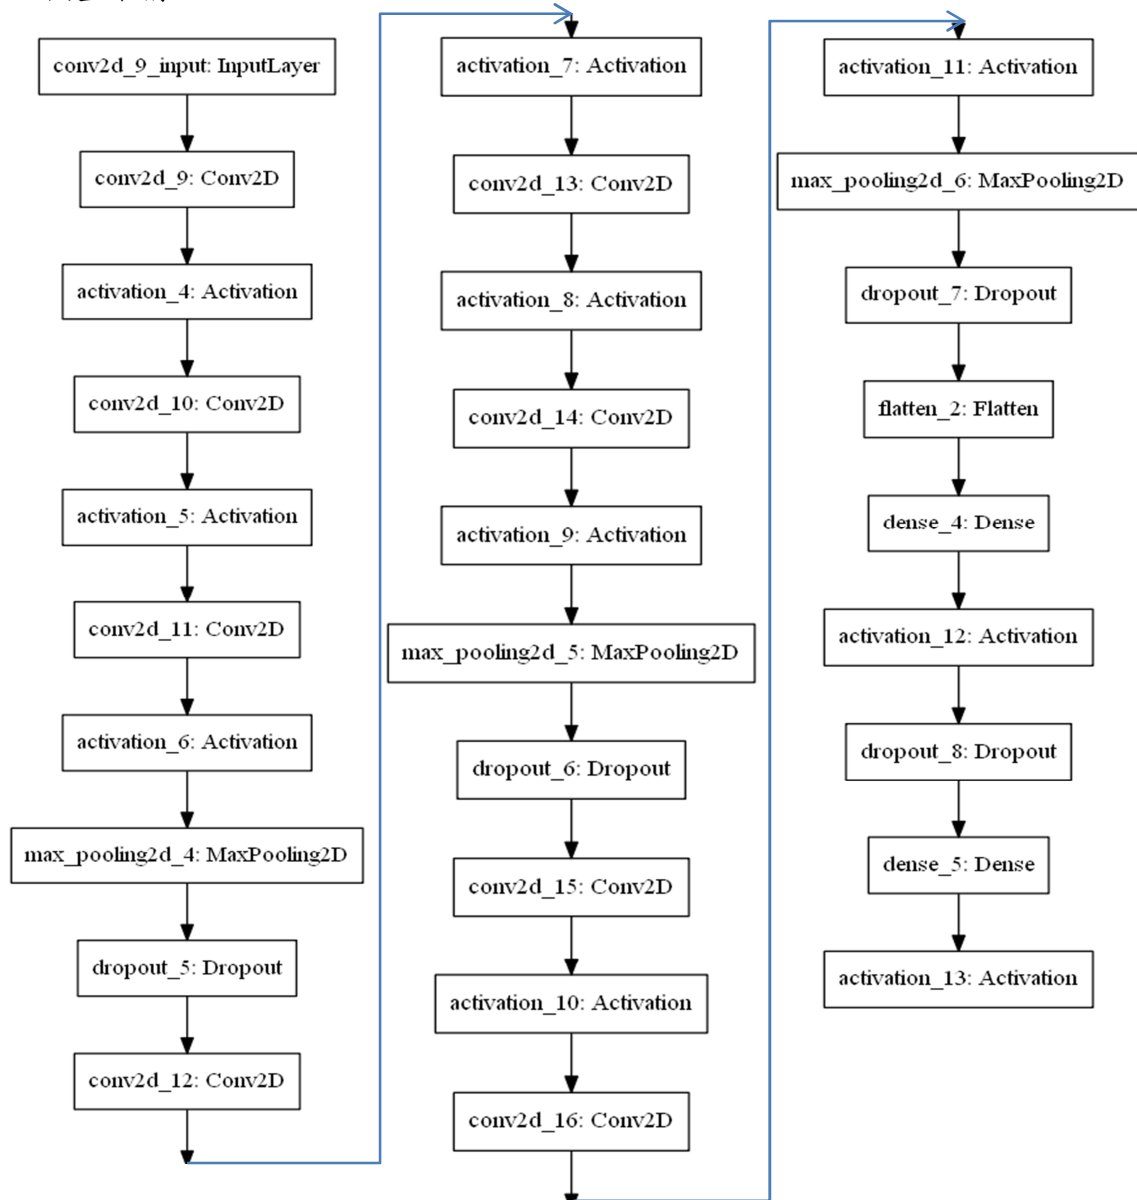 conv2d_9_input: InputLayer
conv2d_9: Conv2D
activation_4: Activation
conv2d_10: Conv2D
activation_5: Activation
conv2d_11: Conv2D
activation_6: Activation
max_pooling2d_4: MaxPooling2D
dropout_5: Dropout
conv2d_12: Conv2D
activation_7: Activation
conv2d_13: Conv2D
activation_8: Activation
conv2d_14: Conv2D
activation_9: Activation
max_pooling2d_5: MaxPooling2D
dropout_6: Dropout
conv2d_15: Conv2D
activation_10: Activation
conv2d_16: Conv2D
activation_11: Activation
max_pooling2d_6: MaxPooling2D
dropout_7: Dropout
flatten_2: Flatten
dense_4: Dense
activation_12: Activation
dropout_8: Dropout
dense_5: Dense
activation_13: Activation